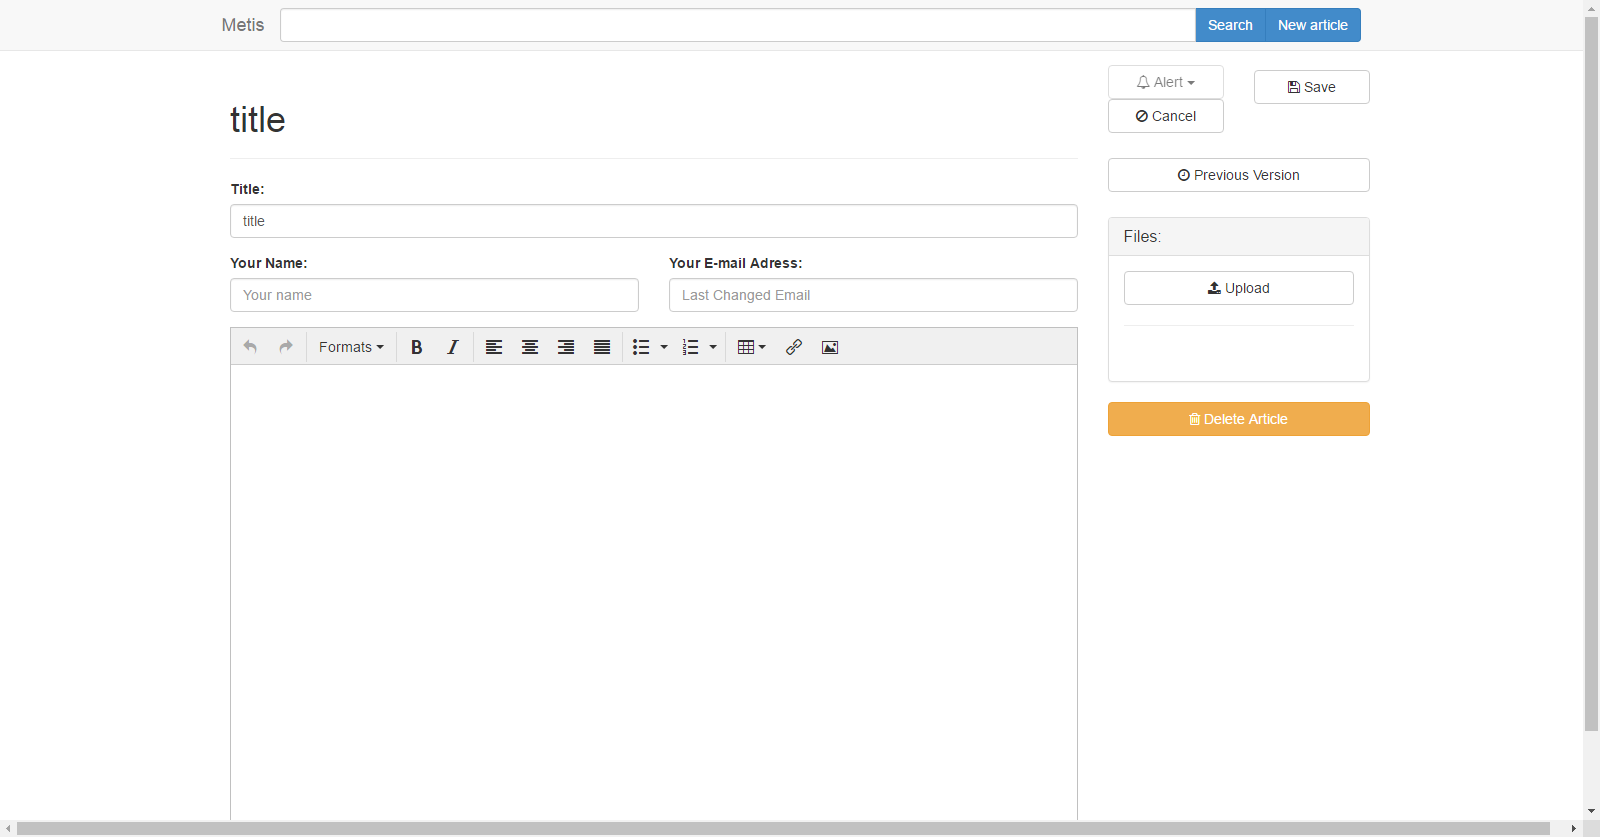 Metis
Search
New article
title
Alert
Save
Cancel
Title:
title
Previous Version
Your Name:
Your E-mail Adress:
Your name
Last Changed Email
Files:
Upload
Formats
B
I
Delete Article